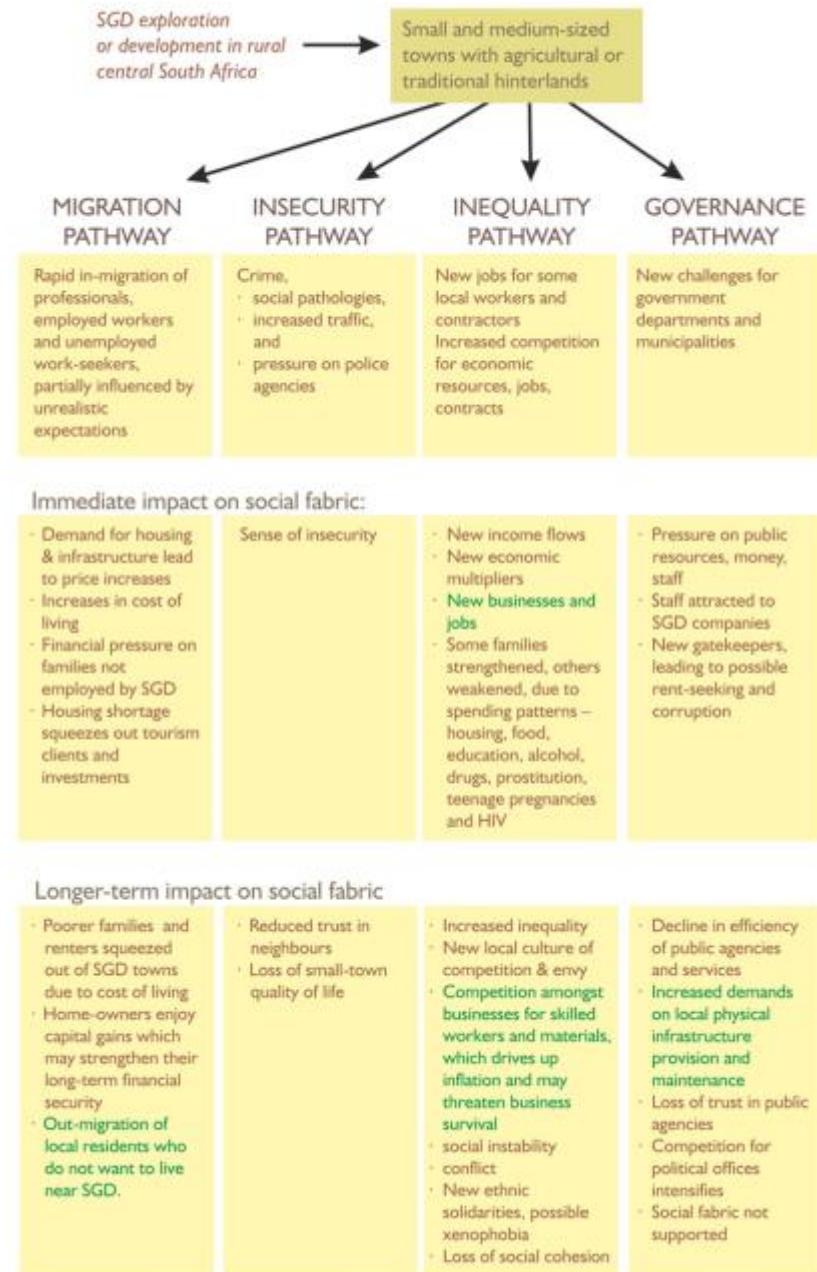 SGD exploration
or development in rural
central South Africa
Small and medium-sized
towns with agricultural or
traditional hinterlands
MIGRATION
PATHWAY
Rapid in-migration of
professionals,
employed workers
and unemployed
work-seekers,
partially influenced by
unrealistic
expectations
INSECURITY
PATHWAY
Crime,
· social pathologies,
· increased traffic,
and
· pressure on police
agencies
INEQUALITY
PATHWAY
New jobs for some
local workers and
contractors
Increased competition
for economic
resources, jobs,
contracts
GOVERNANCE
PATHWAY
New challenges for
government
departments and
municipalities
Immediate impact on social fabric:
· Demand for housing
& infrastructure lead
to price increases
· Increases in cost of
living
· Financial pressure on
families not
employed by SGD
· Housing shortage
squeezes out tourism
clients and
investments
Sense of insecurity
· New income flows
· New economic
multipliers
· New businesses and
jobs
· Some families
strengthened, others
weakened, due to
spending patterns –
housing, food,
education, alcohol,
drugs, prostitution,
teenage pregnancies
and HIV
· Pressure on public
resources, money,
staff
· Staff attracted to
SGD companies
· New gatekeepers,
leading to possible
rent-seeking and
corruption
Longer-term impact on social fabric
· Poorer families and
renters squeezed
out of SGD towns
due to cost of living
· Home-owners enjoy
capital gains which
may strengthen their
long-term financial
security
· Out-migration of
local residents who
do not want to live
near SGD.
· Reduced trust in
neighbours
· Loss of small-town
quality of life
· Increased inequality
· New local culture of
competition & envy
· Competition amongst
businesses for skilled
workers and materials,
which drives up
inflation and may
threaten business
survival
· social instability
· conflict
· New ethnic
solidarities, possible
xenophobia
· Loss of social cohesion
· Decline in efficiency
of public agencies
and services
· Increased demands
on local physical
infrastructure
provision and
maintenance
· Loss of trust in public
agencies
· Competition for
political offices
intensifies
· Social fabric not
supported